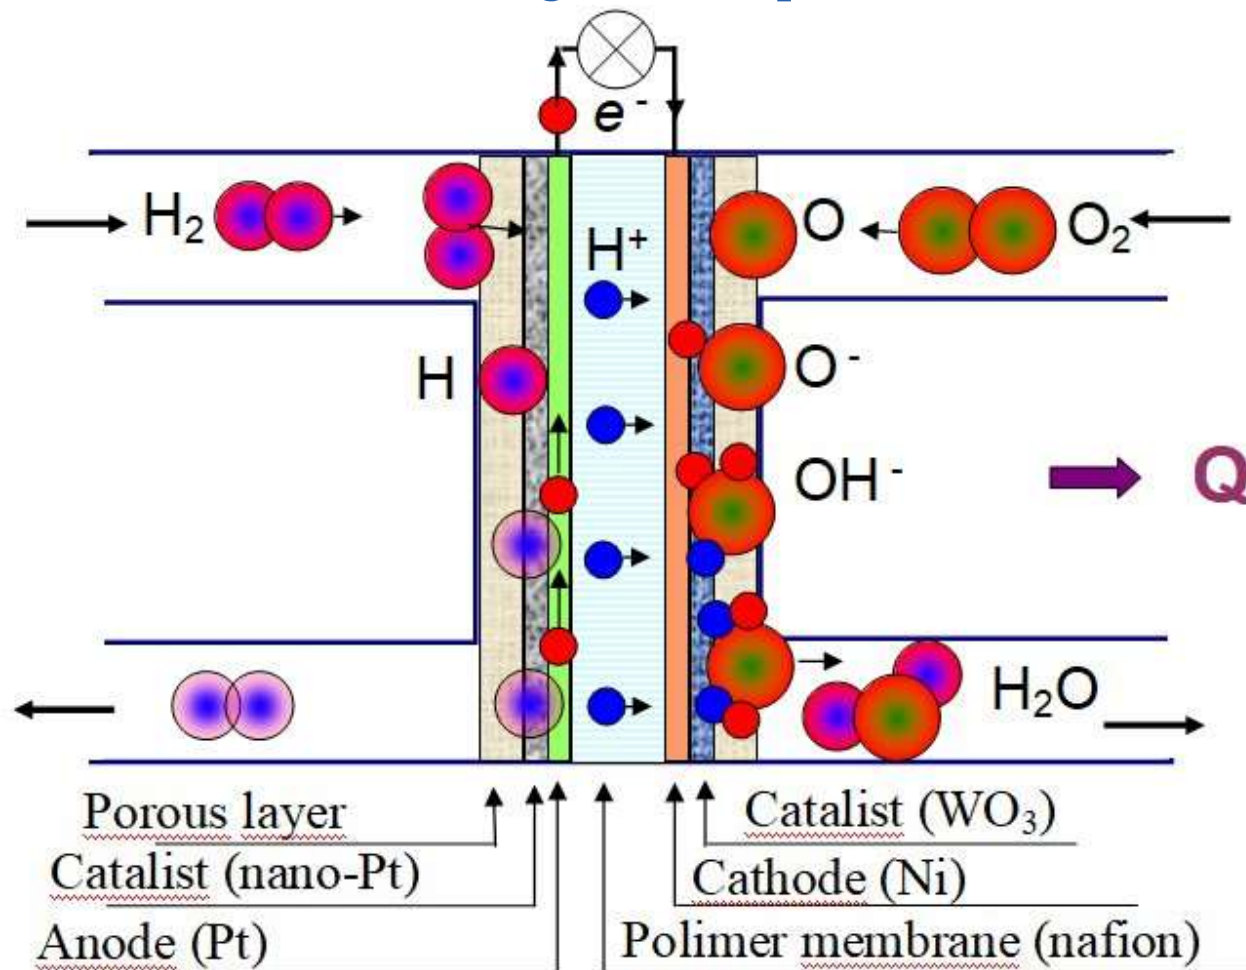 e -
H₂
H⁺
O
O₂
H
O -
OH -
Q
H₂O
Porous layer
Catalist (WO₃)
Catalist (nano-Pt)
Cathode (Ni)
Anode (Pt)
Polimer membrane (nafion)